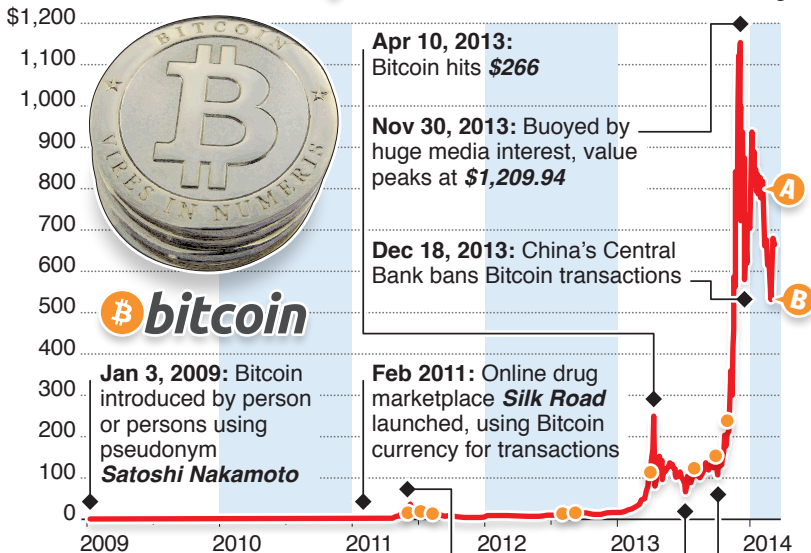 $1,200
1,100
1,000
900
800
700
600
500
400
300
200
100
0
BITCOIN
VIRES IN NUMERIS
B
bitcoin
Apr 10, 2013:
Bitcoin hits $266
Nov 30, 2013: Buoyed by
huge media interest, value
peaks at $1,209.94
Dec 18, 2013: China's Central
Bank bans Bitcoin transactions
A
B
Jan 3, 2009: Bitcoin
introduced by person
or persons using
pseudonym
Satoshi Nakamoto
Feb 2011: Online drug
marketplace Silk Road
launched, using Bitcoin
currency for transactions
2009 2010 2011 2012 2013 2014